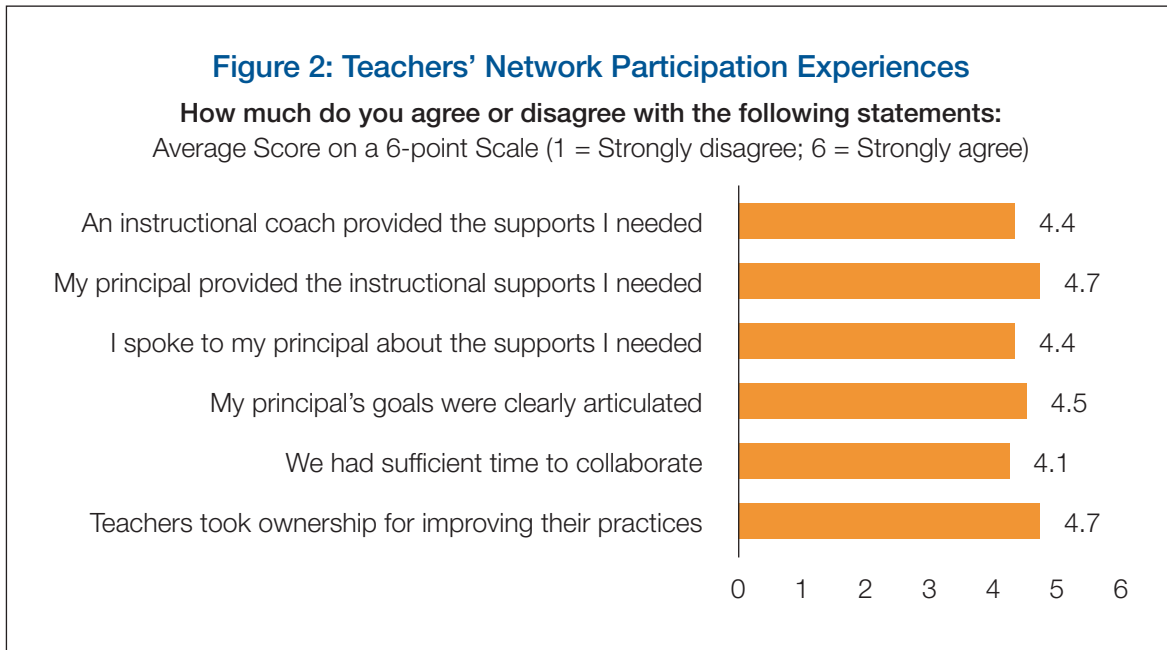 Figure 2: Teachers’ Network Participation Experiences
How much do you agree or disagree with the following statements:
Average Score on a 6-point Scale (1 = Strongly disagree; 6 = Strongly agree)
An instructional coach provided the supports I needed 4.4
My principal provided the instructional supports I needed 4.7
I spoke to my principal about the supports I needed 4.4
My principal’s goals were clearly articulated 4.5
We had sufficient time to collaborate 4.1
Teachers took ownership for improving their practices 4.7
0 1 2 3 4 5 6